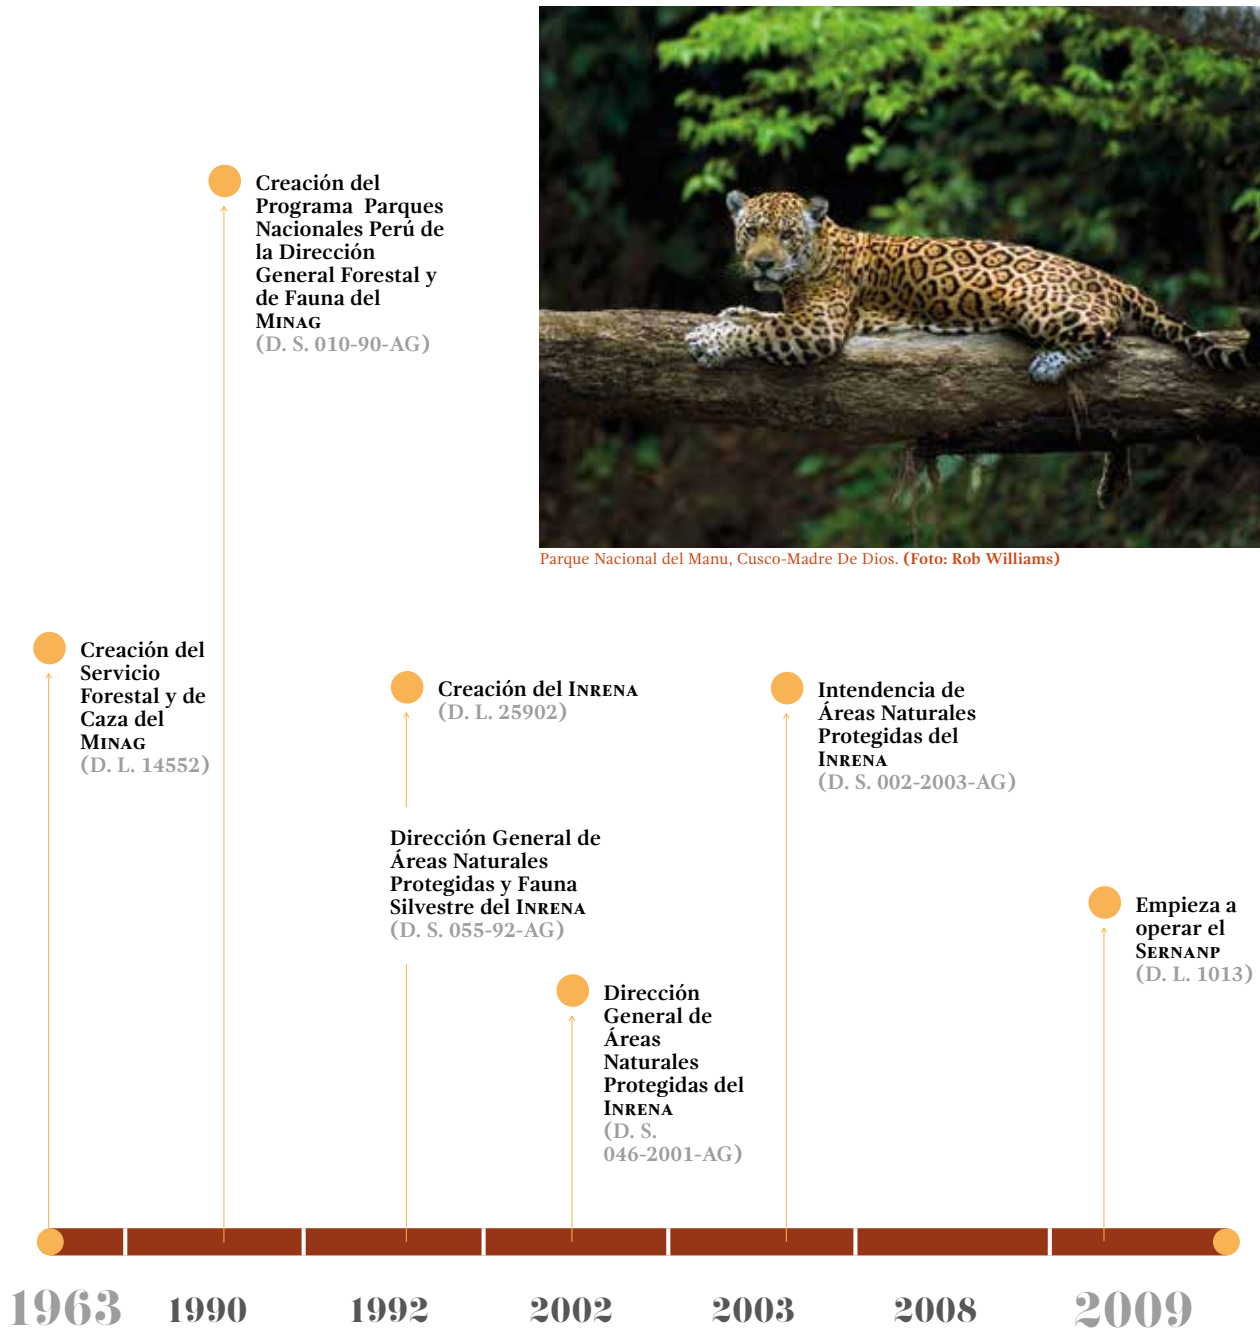 Creación del
Programa Parques
Nacionales Perú de
la Dirección
General Forestal y
de Fauna del
MINAG
(D. S. 010-90-AG)
Parque Nacional del Manu, Cusco-Madre De Dios. (Foto: Rob Williams)
Creación del
Servicio
Forestal y de
Caza del
MINAG
(D. L. 14552)
Creación del INRENA
(D. L. 25902)
Dirección General de
Áreas Naturales
Protegidas y Fauna
Silvestre del INRENA
(D. S. 055-92-AG)
Dirección
General de
Áreas
Naturales
Protegidas del
INRENA
(D. S.
046-2001-AG)
Intendencia de
Áreas Naturales
Protegidas del
INRENA
(D. S. 002-2003-AG)
Empieza a
operar el
SERNANP
(D. L. 1013)
1963 1990 1992 2002 2003 2008 2009